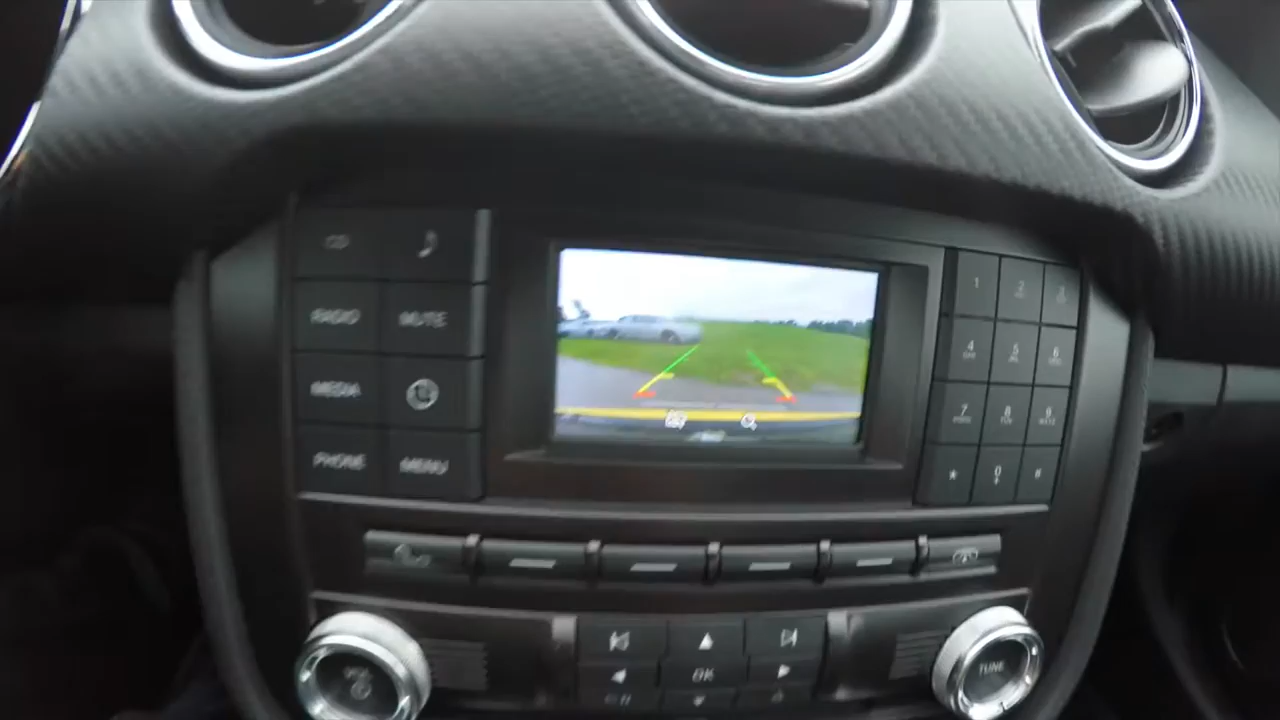 CD
RADIO MUTE
MEDIA
PHONE MENU
1 2 3
4 5 6
7 8 9
* 0 #
+
OK
TUNE